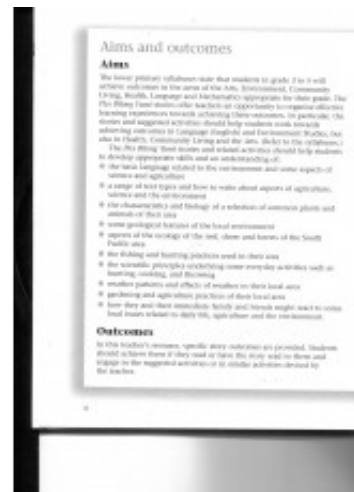 Aims and outcomes
Aims
The lower primary syllabuses state that students in grade 3 to 5 will
achieve outcomes in the areas of the Arts, Environment, Community
Living, Health, Language and Mathematics appropriate for their grade. The
stories offer teachers an opportunity to organise effective
learning experiences towards achieving these outcomes. In particular, the
stories and suggested activities should help students work towards
achieving outcomes in Language (English) and Environment Studies, but
also in Health, Community Living and the Arts. (Refer to the syllabuses.)
The stories and related activities should help students
to develop appropriate skills and an understanding of:
the basic language related to the environment and some aspects of
science and agriculture
a range of text types and how to write about aspects of agriculture,
science and the environment
the characteristics and biology of a selection of common plants and
animals of their area
some geological features of the local environment
aspects of the ecology of the and forests of the South
Pacific area
the fishing and hunting practices used in their area
the scientific principles underlying some everyday activities such as
hunting, cooking, and throwing
weather patterns and effects of weather in their local area
gardening and agriculture practices of their local area
how they and their immediate family and friends might react to some
local issues related to daily life, agriculture and the environment.
Outcomes
In this teacher's resource, specific story outcomes are provided. Students
should achieve them if they read or have the story read to them and
engage in the suggested activities or in similar activities devised by
the teacher.